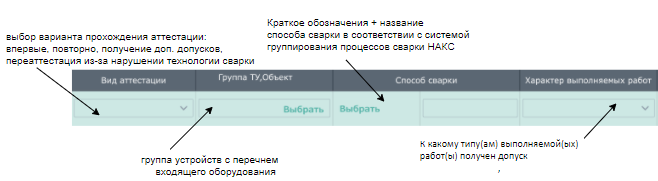 Краткое обозначения + название
способа сварки в соответствии с системой
группирования процессов сварки НАКС
выбор варианта прохождения аттестации:
впервые, повторно, получение доп. допусков,
переаттестация из-за нарушении технологии сварки
Вид аттестации
Группа ТУ,Объект
Способ сварки
Характер выполняемых работ
Выбрать
Выбрать
группа устройств с перечнем
входящего оборудования
К какому типу(ам) выполняемой(ых)
работ(ы) получен допуск
,